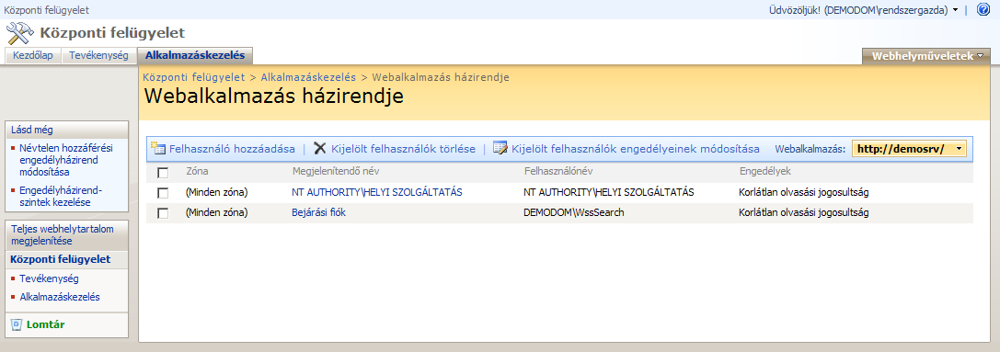 Központi felügyelet
Üdvözöljük! (DEMODOM\rendszergazda)
Központi felügyelet
Kezdőlap Tevékenység Alkalmazáskezelés
Webhelyműveletek
Központi felügyelet > Alkalmazáskezelés > Webalkalmazás házirendje
Webalkalmazás házirendje
Lásd még
Névtelen hozzáférési
engedélyházirend
módosítása
Engedélyházirend-
szintek kezelése
Teljes webhelytartalom
megjelenítése
Központi felügyelet
Tevékenység
Alkalmazáskezelés
Lomtár
Felhasználó hozzáadása | Kijelölt felhasználók törlése | Kijelölt felhasználók engedélyeinek módosítása Webalkalmazás: http://demosrv/
Zóna Megjelenítendő név Felhasználónév Engedélyek
(Minden zóna) NT AUTHORITY\HELYI SZOLGÁLTATÁS NT AUTHORITY\HELYI SZOLGÁLTATÁS Korlátlan olvasási jogosultság
(Minden zóna) Bejárási fiók DEMODOM\WssSearch Korlátlan olvasási jogosultság